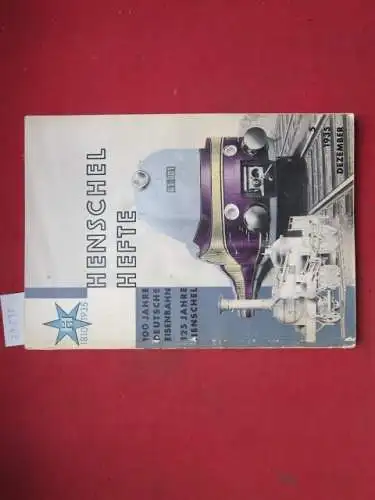 HENSCHEL
HEFTE
1810/1935
100 JAHRE
DEUTSCHE
EISENBAHN
125 JAHRE
HENSCHEL
1935
DEZEMBER